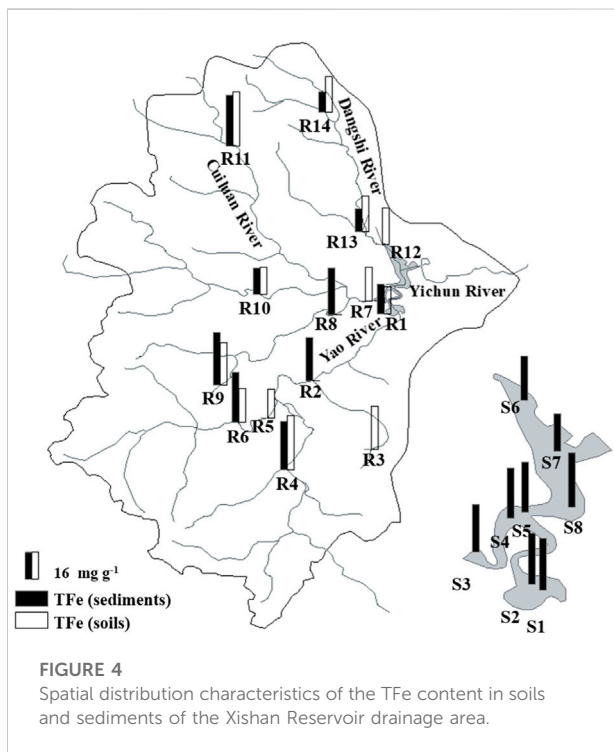 R14
Dangshi River
R11
Cuiluan River
R13
R12
R10
R8
R7
R1
Yichun River
Yao River
R9
R2
R6
R5
R3
R4
S6
S7
S8
S5
S4
S3
S2
S1
16 mg g⁻¹
TFe (sediments)
TFe (soils)
FIGURE 4
Spatial distribution characteristics of the TFe content in soils
and sediments of the Xishan Reservoir drainage area.